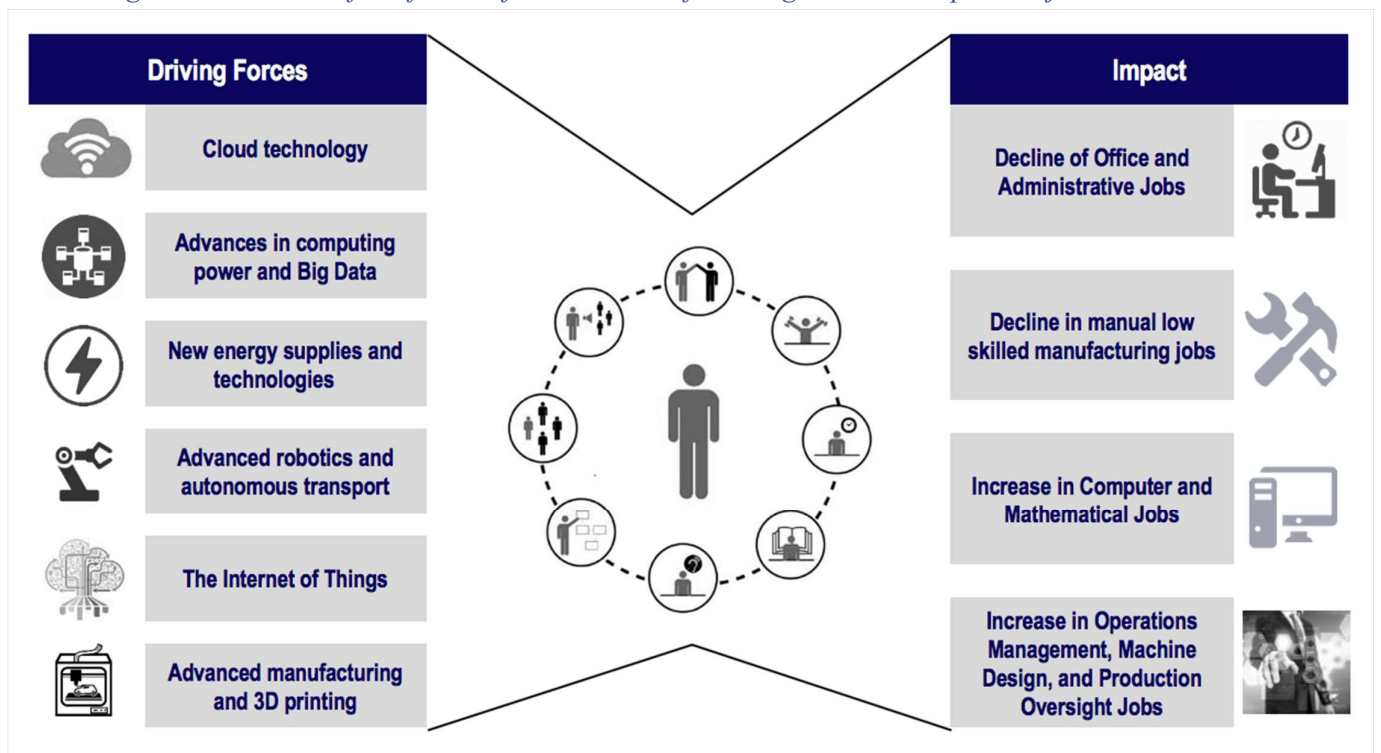 Driving Forces
Cloud technology
Advances in computing
power and Big Data
New energy supplies and
technologies
Advanced robotics and
autonomous transport
The Internet of Things
Advanced manufacturing
and 3D printing
Impact
Decline of Office and
Administrative Jobs
Decline in manual low
skilled manufacturing jobs
Increase in Computer and
Mathematical Jobs
Increase in Operations
Management, Machine
Design, and Production
Oversight Jobs